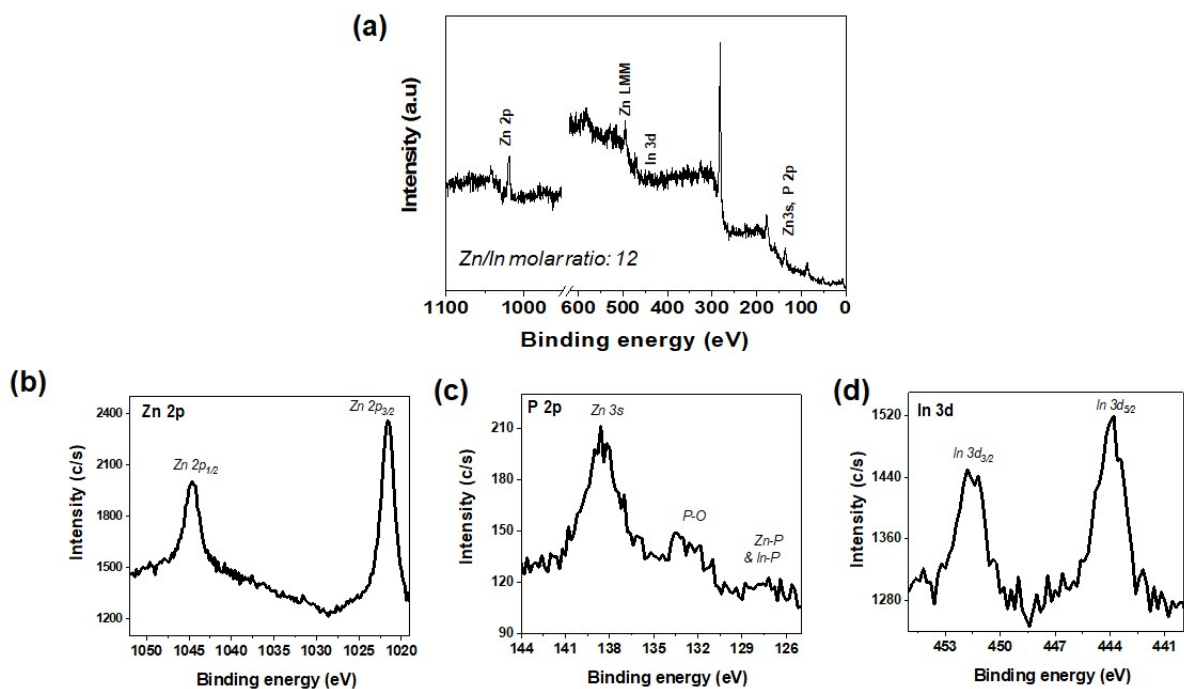 (a)
Intensity (a.u)
Zn 2p
Zn LMM
In 3d
Zn3s, P 2p
Zn/In molar ratio: 12
1100 1000 600 500 400 300 200 100 0
Binding energy (eV)
(b)
Zn 2p
Zn 2p3/2
Zn 2p1/2
Intensity (c/s)
2400
2100
1800
1500
1200
1050 1045 1040 1035 1030 1025 1020
Binding energy (eV)
(c)
P 2p
Zn 3s
P-O
Zn-P
& In-P
Intensity (c/s)
210
180
150
120
90
144 141 138 135 132 129 126
Binding energy (eV)
(d)
In 3d
In 3d5/2
In 3d3/2
Intensity (c/s)
1520
1440
1360
1280
453 450 447 444 441
Binding energy (eV)